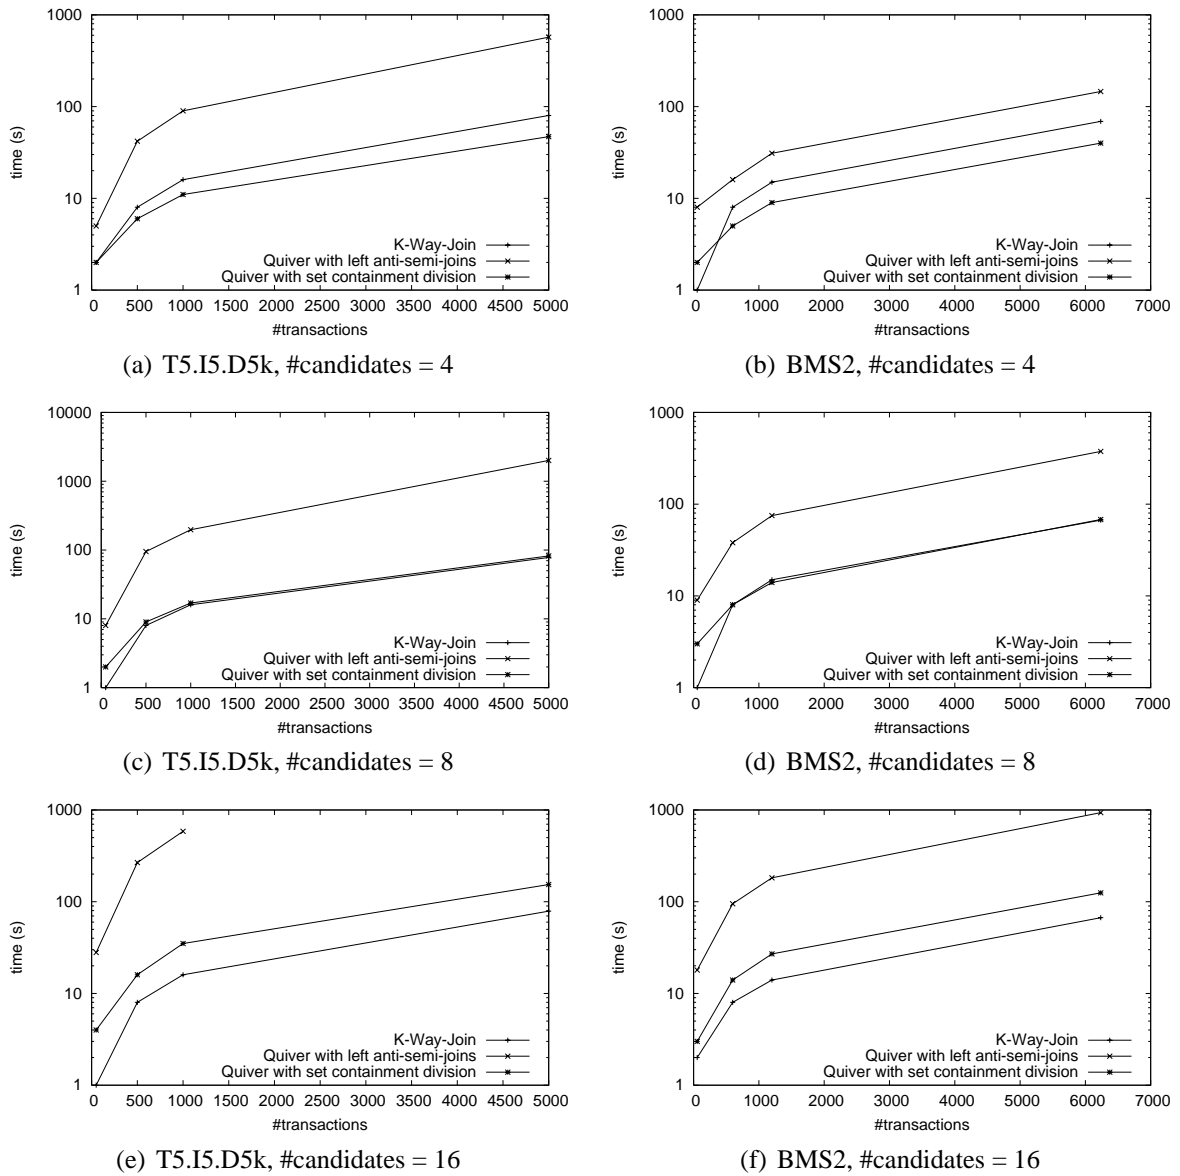 1000
100
10
1
time (s)
K-Way-Join
Quiver with left anti-semi-joins
Quiver with set containment division
0 500 1000 1500 2000 2500 3000 3500 4000 4500 5000
#transactions
(a) T5.I5.D5k, #candidates = 4
1000
100
10
1
time (s)
K-Way-Join
Quiver with left anti-semi-joins
Quiver with set containment division
0 1000 2000 3000 4000 5000 6000 7000
#transactions
(b) BMS2, #candidates = 4
10000
1000
100
10
1
time (s)
K-Way-Join
Quiver with left anti-semi-joins
Quiver with set containment division
0 500 1000 1500 2000 2500 3000 3500 4000 4500 5000
#transactions
(c) T5.I5.D5k, #candidates = 8
1000
100
10
1
time (s)
K-Way-Join
Quiver with left anti-semi-joins
Quiver with set containment division
0 1000 2000 3000 4000 5000 6000 7000
#transactions
(d) BMS2, #candidates = 8
1000
100
10
1
time (s)
K-Way-Join
Quiver with left anti-semi-joins
Quiver with set containment division
0 500 1000 1500 2000 2500 3000 3500 4000 4500 5000
#transactions
(e) T5.I5.D5k, #candidates = 16
1000
100
10
1
time (s)
K-Way-Join
Quiver with left anti-semi-joins
Quiver with set containment division
0 1000 2000 3000 4000 5000 6000 7000
#transactions
(f) BMS2, #candidates = 16